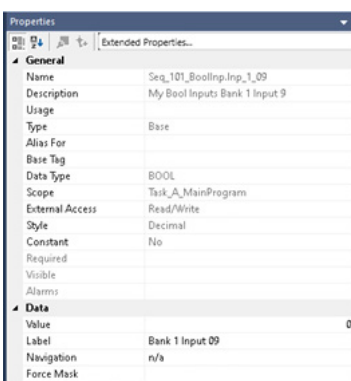 Properties
Extended Properties...
General
Name Seq_101_BoolInp.Inp_1_09
Description My Bool Inputs Bank 1 Input 9
Usage
Type Base
Alias For
Base Tag
Data Type BOOL
Scope Task_A_MainProgram
External Access Read/Write
Style Decimal
Constant No
Required
Visible
Alarms
Data
Value 0
Label Bank 1 Input 09
Navigation n/a
Force Mask